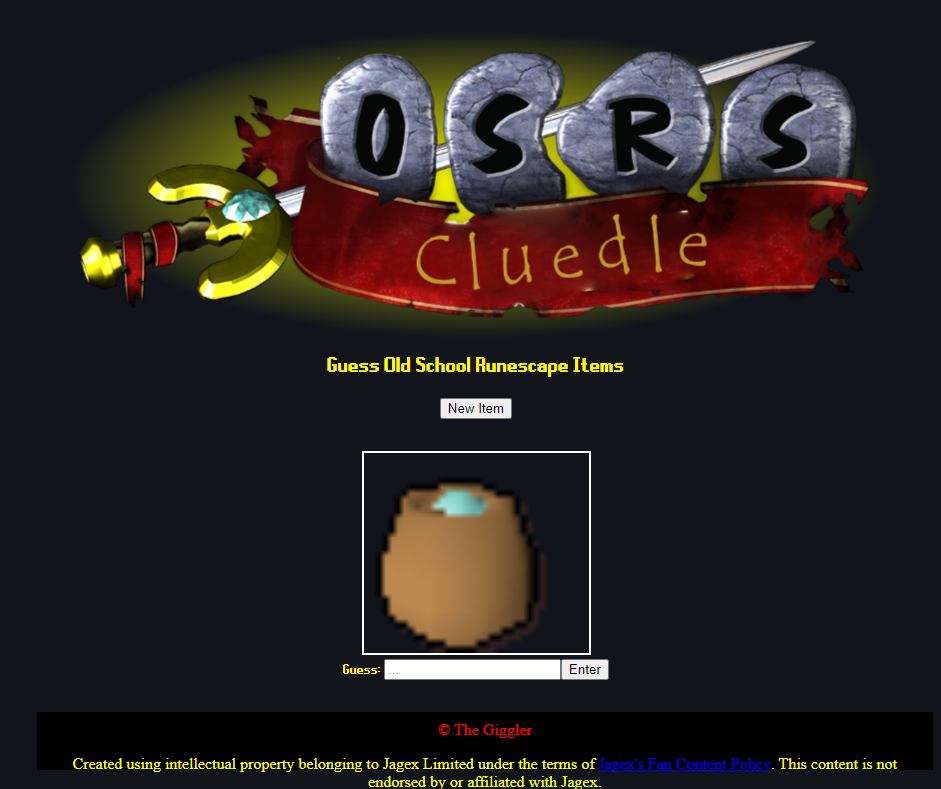 OSRS
Cluedle
Guess Old School Runescape Items
New Item
Guess: ... Enter
© The Giggler
Created using intellectual property belonging to Jagex Limited under the terms of Jagex's Fan Content Policy. This content is not
endorsed by or affiliated with Jagex.